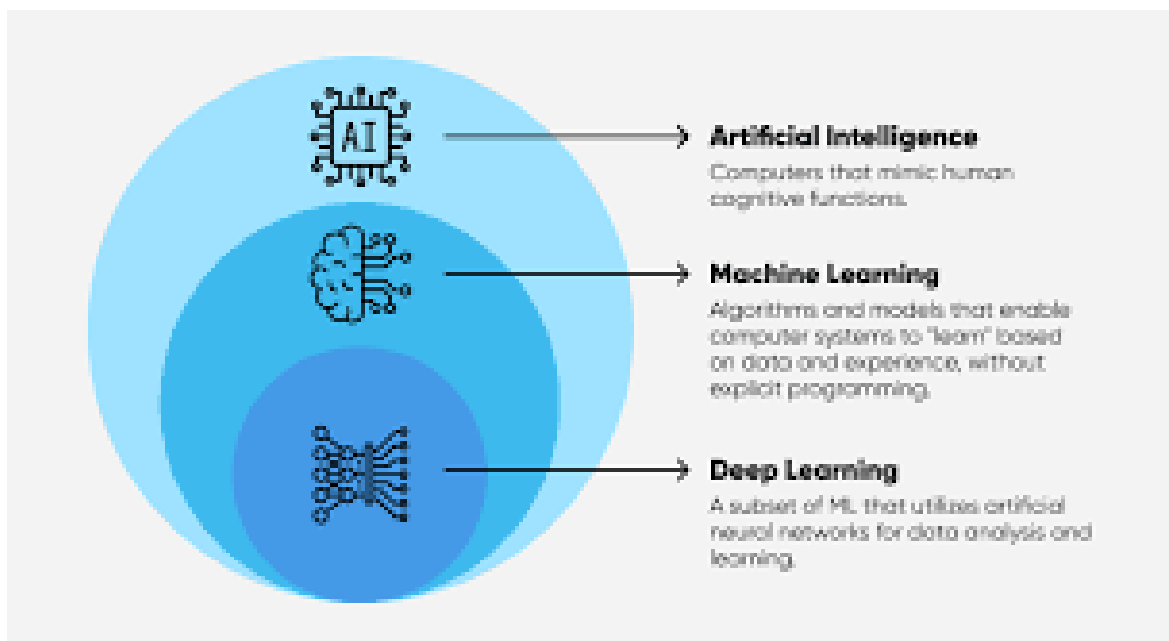 AI
Artificial Intelligence
Computers that mimic human
cognitive functions.
Machine Learning
Algorithms and models that enable
computer systems to "learn" based
on data and experience, without
explicit programming.
Deep Learning
A subset of ML that utilizes artificial
neural networks for data analysis and
learning.